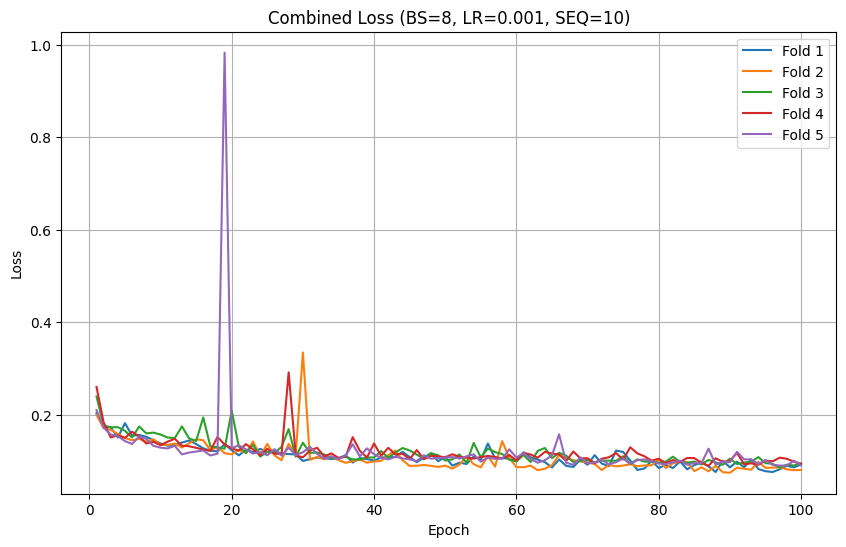 Combined Loss (BS=8, LR=0.001, SEQ=10)
Fold 1
Fold 2
Fold 3
Fold 4
Fold 5
Loss
1.0
0.8
0.6
0.4
0.2
0
20
40
60
80
100
Epoch